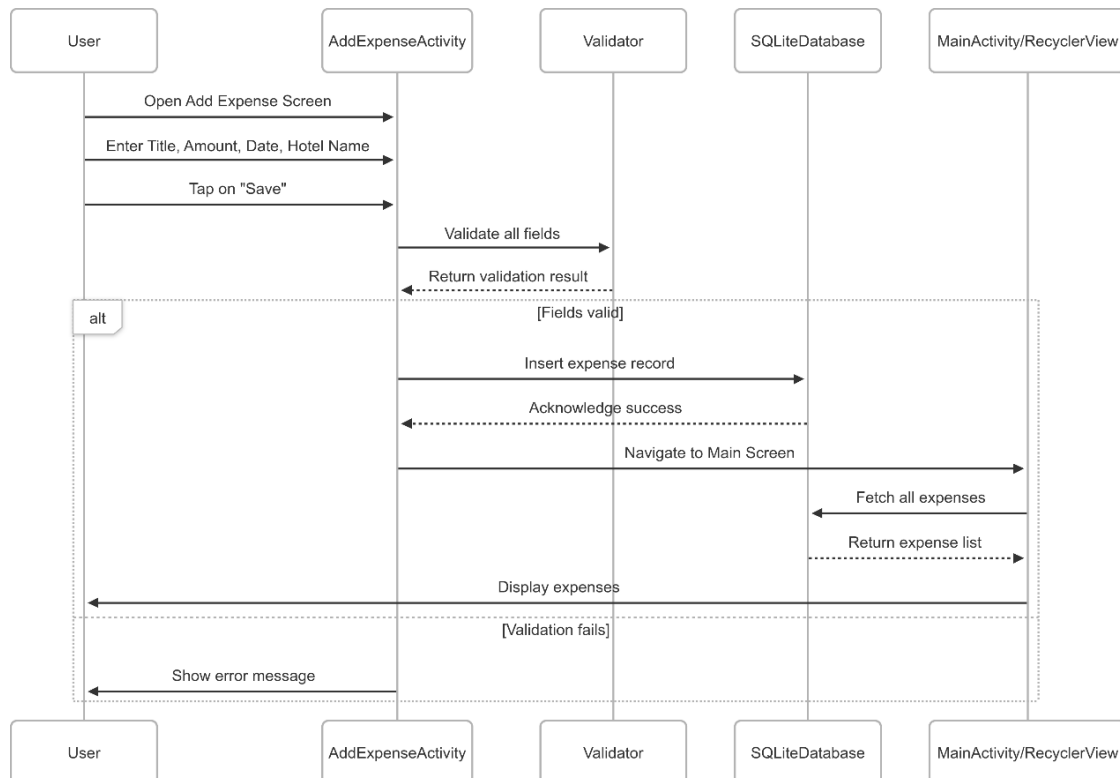 User
AddExpenseActivity
Validator
SQLiteDatabase
MainActivity/RecyclerView
Open Add Expense Screen
Enter Title, Amount, Date, Hotel Name
Tap on "Save"
Validate all fields
Return validation result
alt
[Fields valid]
Insert expense record
Acknowledge success
Navigate to Main Screen
Fetch all expenses
Return expense list
Display expenses
[Validation fails]
Show error message
User
AddExpenseActivity
Validator
SQLiteDatabase
MainActivity/RecyclerView